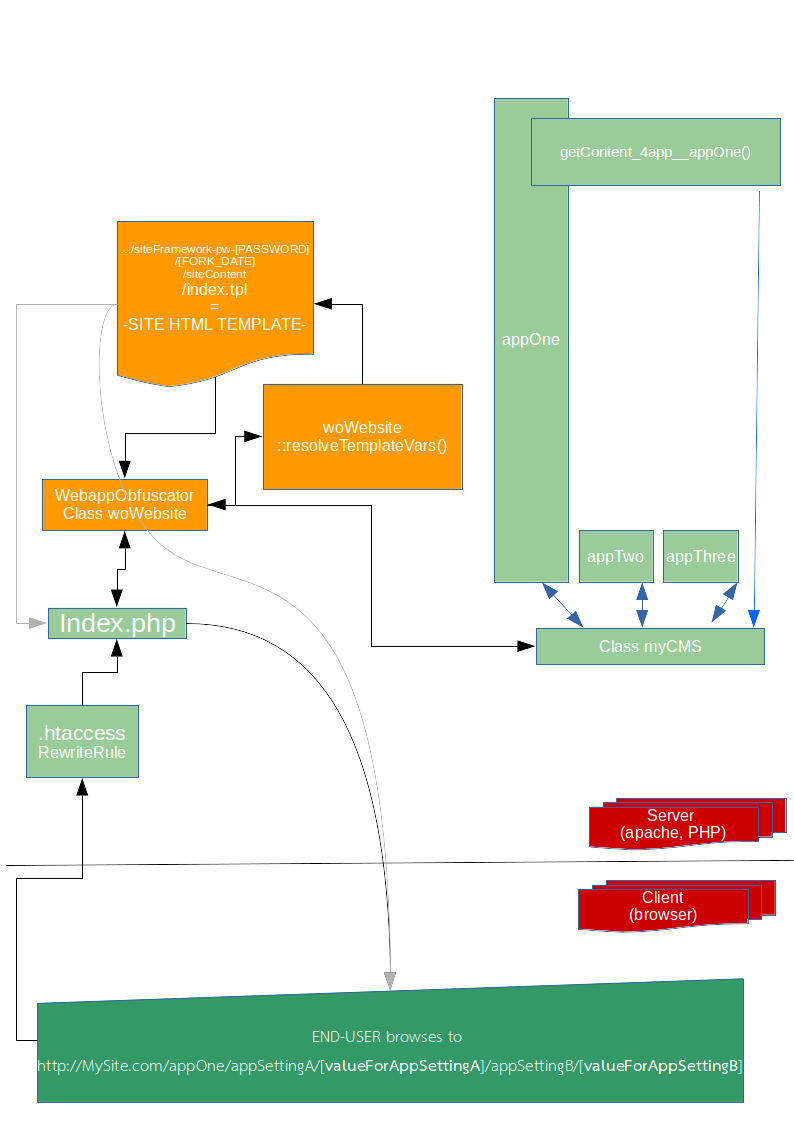 getContent_4app__appOne()
…/siteFramework-pw-[PASSWORD]
/[FORK_DATE]
/siteContent
/index.tpl
=
-SITE HTML TEMPLATE-
appOne
woWebsite
::resolveTemplateVars()
WebappObfuscator
Class woWebsite
appTwo
appThree
Index.php
Class myCMS
.htaccess
RewriteRule
Server
(apache, PHP)
Client
(browser)
END-USER browses to
http://MySite.com/appOne/appSettingA/[valueForAppSettingA]/appSettingB/[valueForAppSettingB]